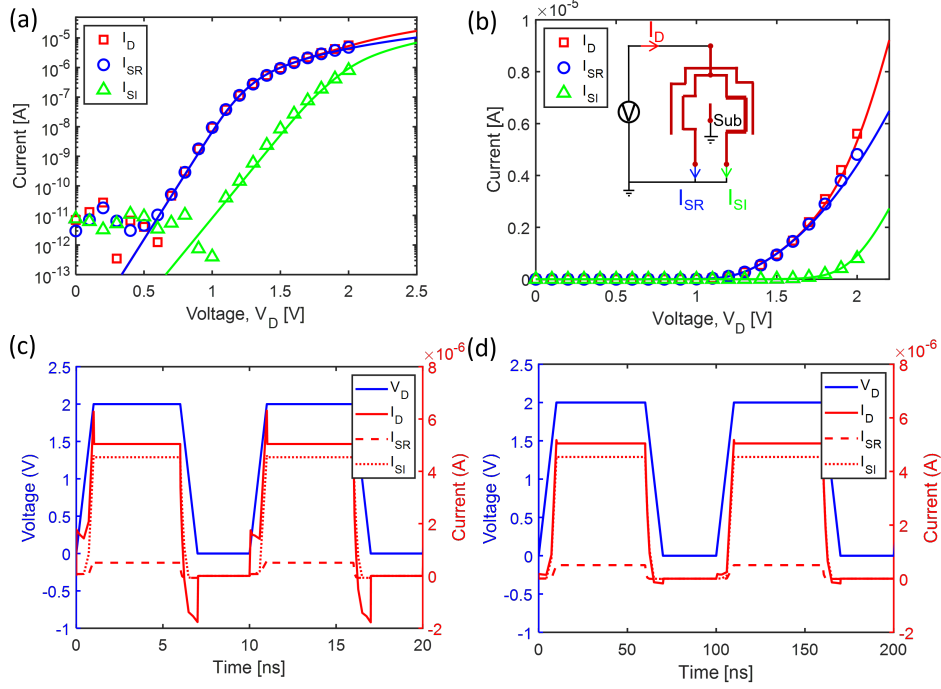 (a)
Current [A]
10^-5
10^-6
10^-7
10^-8
10^-9
10^-10
10^-11
10^-12
10^-13
I_D
I_SR
I_SI
0 0.5 1 1.5 2 2.5
Voltage, V_D [V]
(b)
×10^-5
Current [A]
1
0.8
0.6
0.4
0.2
0
I_D
I_SR
I_SI
I_D
V
Sub
I_SR I_SI
0 0.5 1 1.5 2
Voltage, V_D [V]
(c)
×10^-6
Voltage (V)
2.5
2
1.5
1
0.5
0
-0.5
-1
V_D
I_D
I_SR
I_SI
8
6
4
2
0
-2
Current (A)
0 5 10 15 20
Time [ns]
(d)
×10^-6
Voltage (V)
2.5
2
1.5
1
0.5
0
-0.5
-1
V_D
I_D
I_SR
I_SI
8
6
4
2
0
-2
Current (A)
0 50 100 150 200
Time [ns]